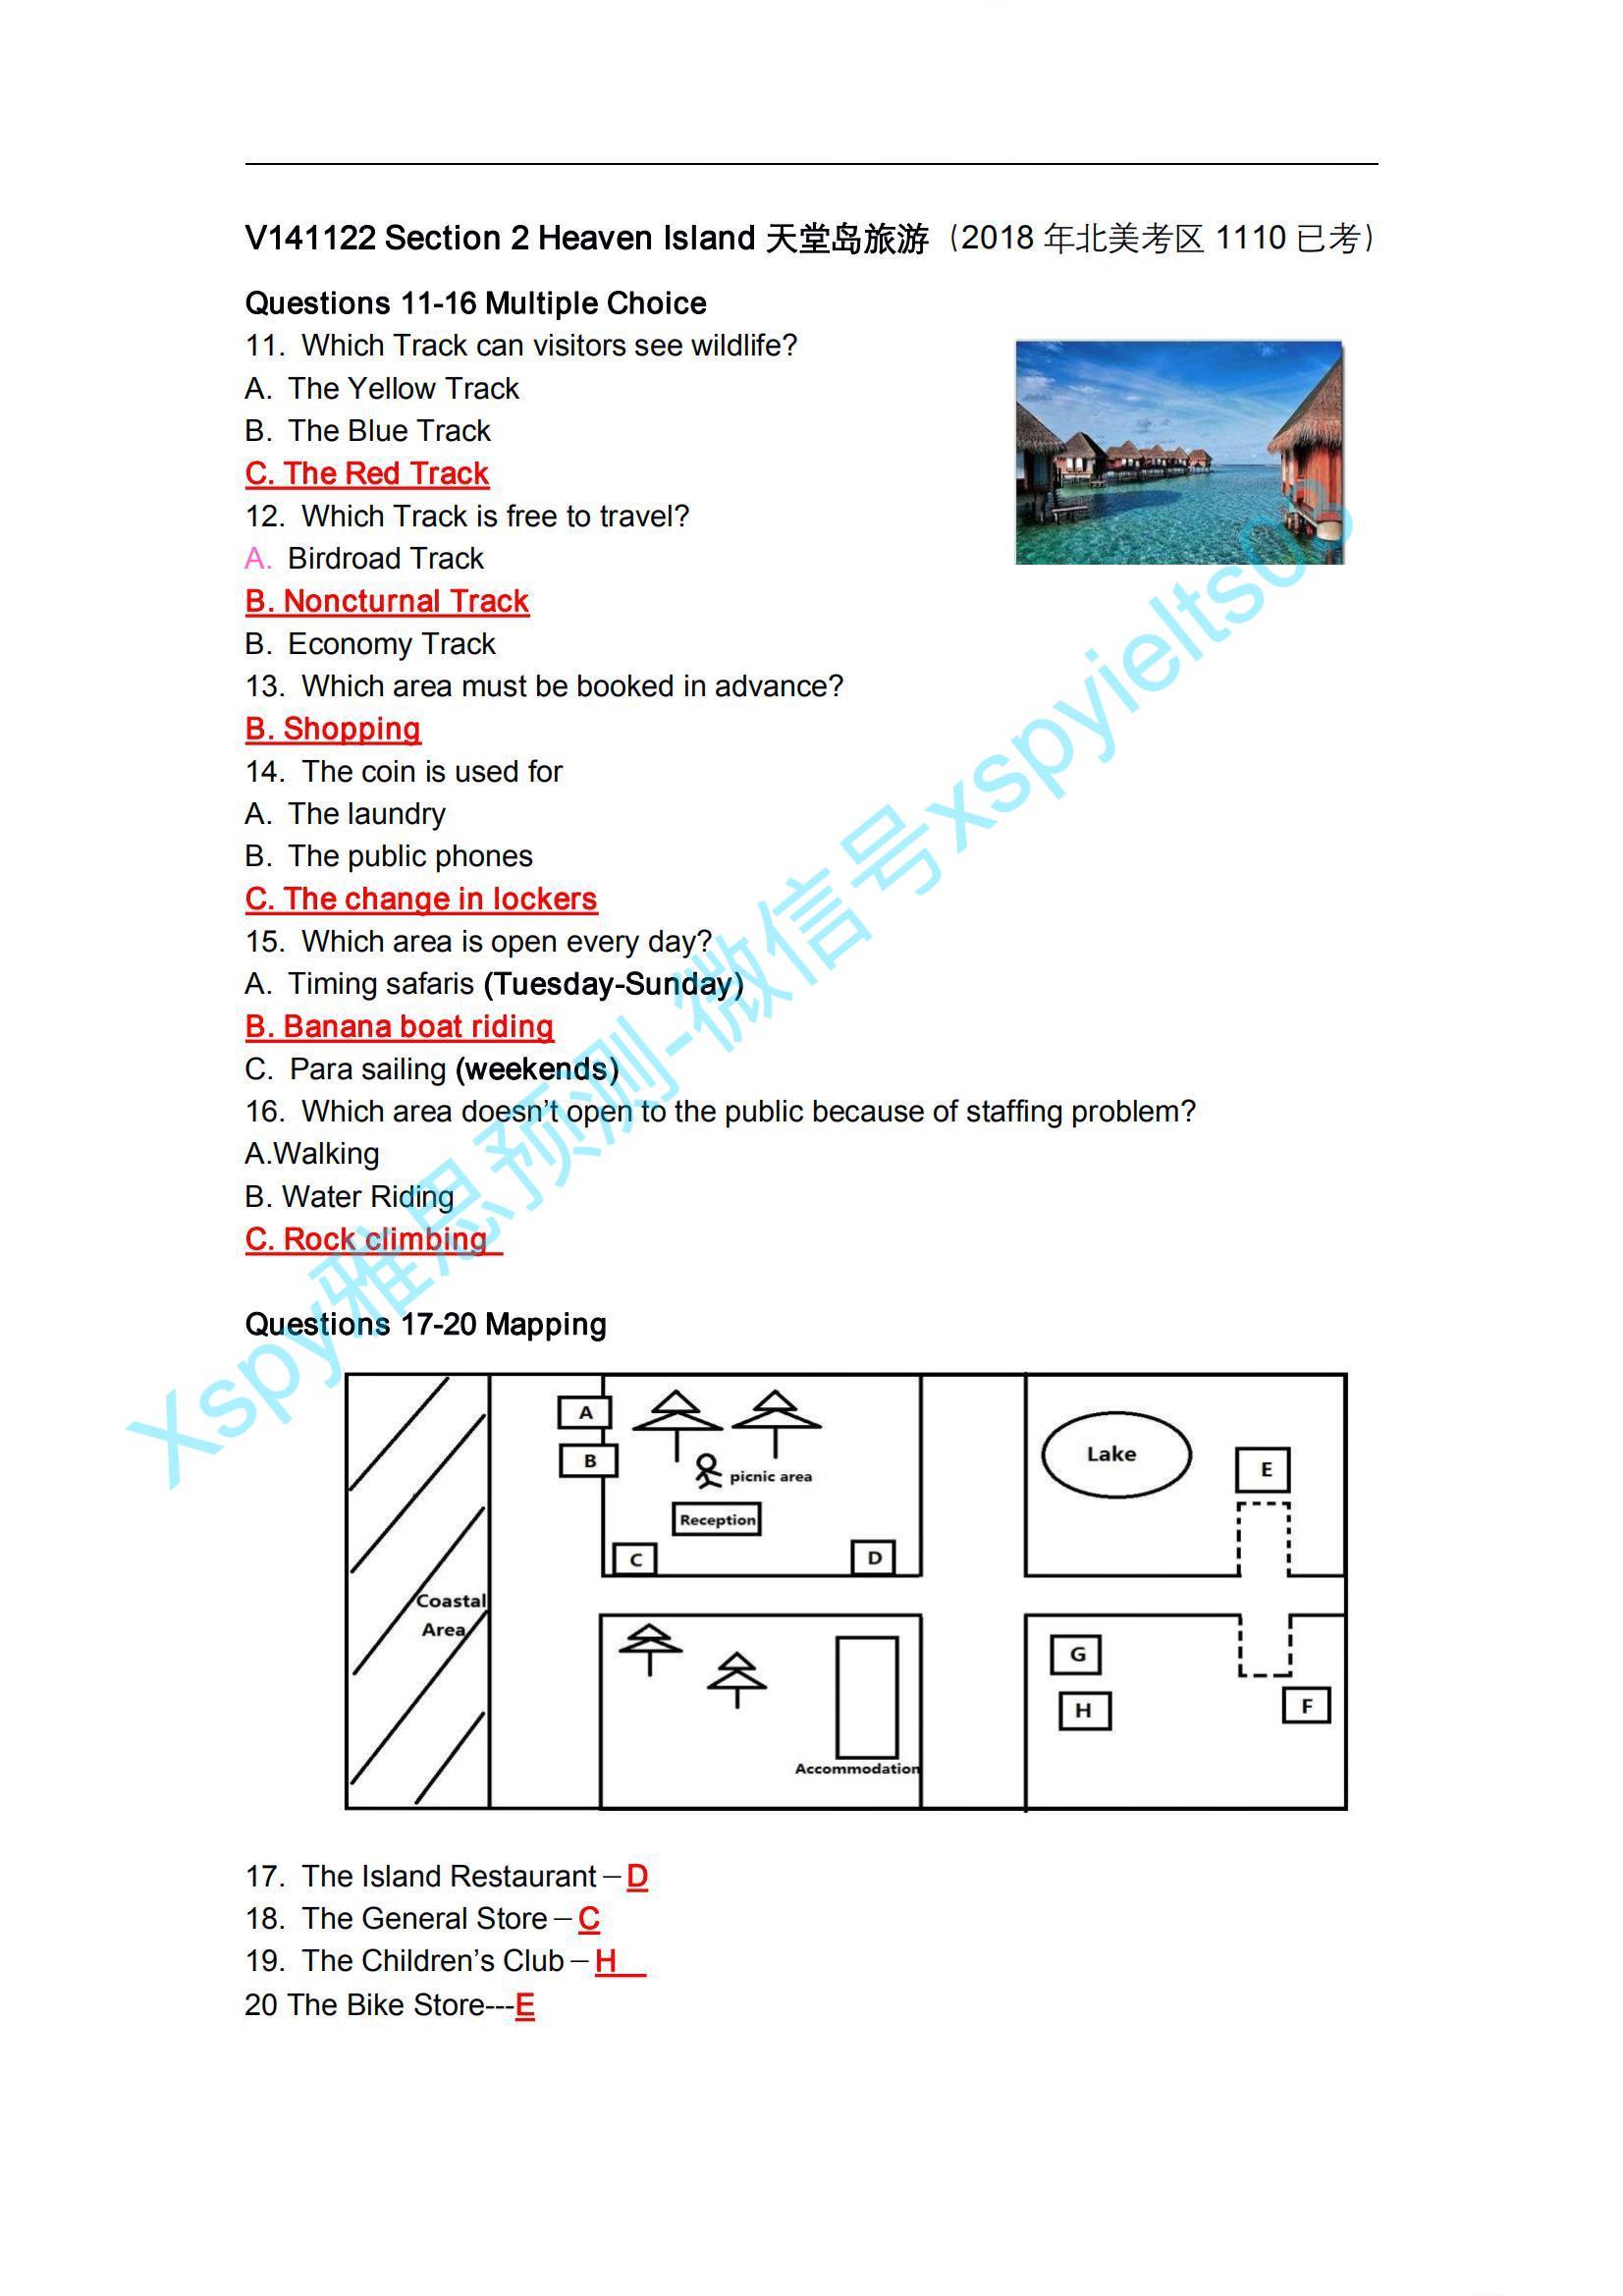 V141122 Section 2 Heaven Island 天堂岛旅游（2018 年北美考区 1110 已考）
Questions 11-16 Multiple Choice
11. Which Track can visitors see wildlife?
A. The Yellow Track
B. The Blue Track
C. The Red Track
12. Which Track is free to travel?
A. Birdroad Track
B. Noncturnal Track
B. Economy Track
13. Which area must be booked in advance?
B. Shopping
14. The coin is used for
A. The laundry
B. The public phones
C. The change in lockers
15. Which area is open every day?
A. Timing safaris (Tuesday-Sunday)
B. Banana boat riding
C. Para sailing (weekends)
16. Which area doesn’t open to the public because of staffing problem?
A.Walking
B. Water Riding
C. Rock climbing
Questions 17-20 Mapping
A
B
picnic area
Reception
C
D
Lake
E
Coastal
Area
Accommodation
G
H
F
17. The Island Restaurant – D
18. The General Store – C
19. The Children’s Club – H
20 The Bike Store---E
Xspy雅思预测-微信号xspyielts03